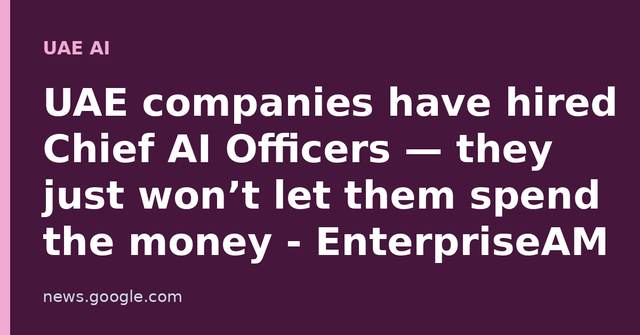 UAE AI
UAE companies have hired
Chief AI Officers — they
just won’t let them spend
the money - EnterpriseAM
news.google.com